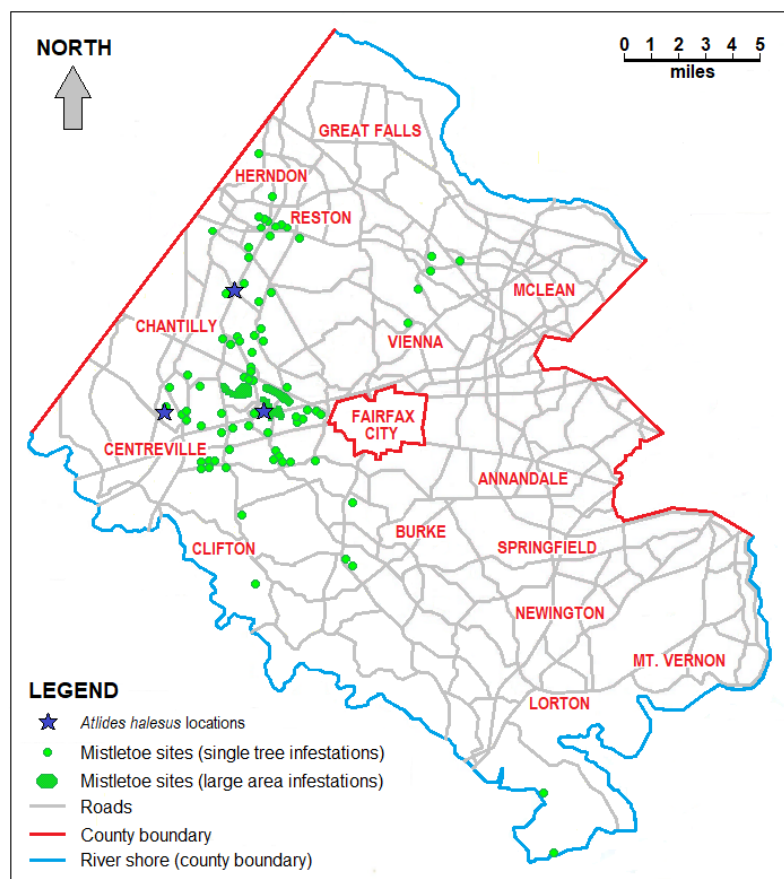 NORTH
0 1 2 3 4 5
miles
GREAT FALLS
HERNDON
RESTON
MCLEAN
CHANTILLY
VIENNA
FAIRFAX
CITY
CENTREVILLE
ANNANDALE
BURKE
CLIFTON
SPRINGFIELD
NEWINGTON
MT. VERNON
LORTON
LEGEND
Atlides halesus locations
Mistletoe sites (single tree infestations)
Mistletoe sites (large area infestations)
Roads
County boundary
River shore (county boundary)